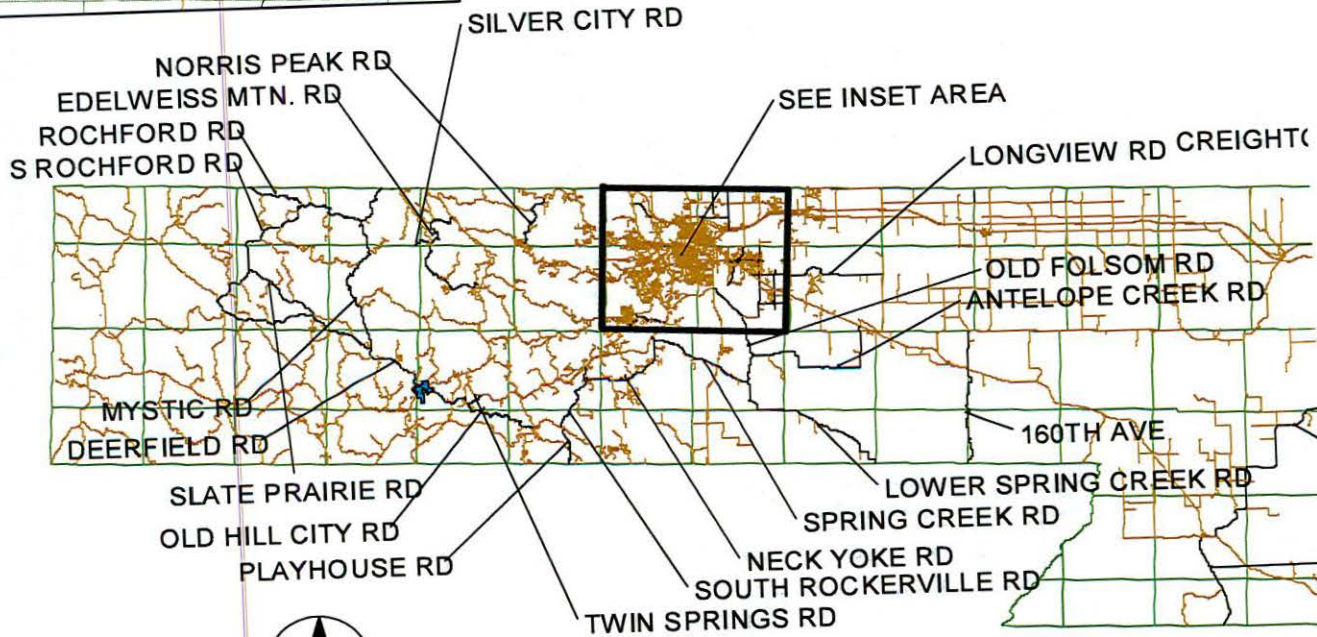 SILVER CITY RD
NORRIS PEAK RD
EDELWEISS MTN. RD
ROCHFORD RD
S ROCHFORD RD
SEE INSET AREA
LONGVIEW RD
OLD FOLSOM RD
ANTELOPE CREEK RD
MYSTIC RD
DEERFIELD RD
SLATE PRAIRIE RD
OLD HILL CITY RD
PLAYHOUSE RD
160TH AVE
LOWER SPRING CREEK RD
SPRING CREEK RD
NECK YOKE RD
SOUTH ROCKERVILLE RD
TWIN SPRINGS RD